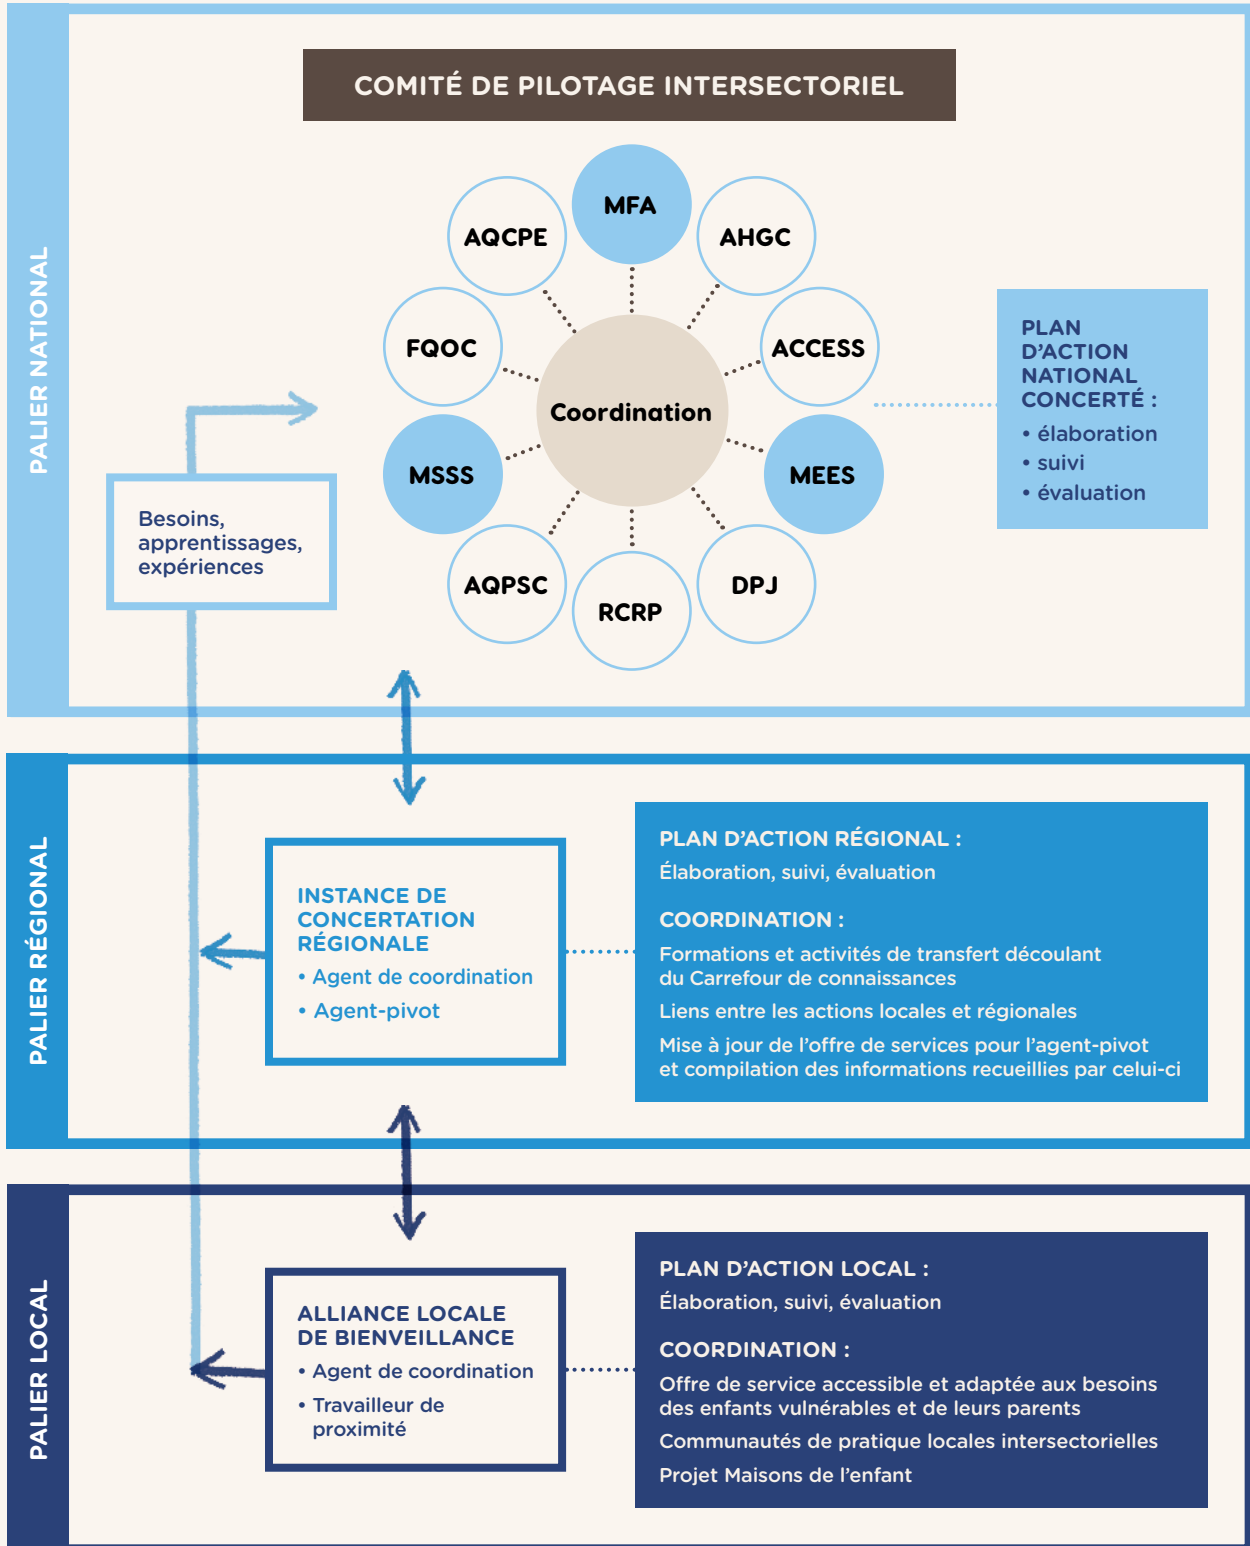 PALIER NATIONAL
COMITÉ DE PILOTAGE INTERSECTORIEL
MFA
AQCPE
AHGC
FQOC
ACCESS
Coordination
MSSS
MEES
AQPSC
RCRP
DPJ
PLAN
D’ACTION
NATIONAL
CONCERTÉ :
• élaboration
• suivi
• évaluation
Besoins,
apprentissages,
expériences
PALIER RÉGIONAL
INSTANCE DE
CONCERTATION
RÉGIONALE
• Agent de coordination
• Agent-pivot
PLAN D’ACTION RÉGIONAL :
Élaboration, suivi, évaluation
COORDINATION :
Formations et activités de transfert découlant
du Carrefour de connaissances
Liens entre les actions locales et régionales
Mise à jour de l’offre de services pour l’agent-pivot
et compilation des informations recueillies par celui-ci
PALIER LOCAL
ALLIANCE LOCALE
DE BIENVEILLANCE
• Agent de coordination
• Travailleur de
proximité
PLAN D’ACTION LOCAL :
Élaboration, suivi, évaluation
COORDINATION :
Offre de service accessible et adaptée aux besoins
des enfants vulnérables et de leurs parents
Communautés de pratique locales intersectorielles
Projet Maisons de l’enfant